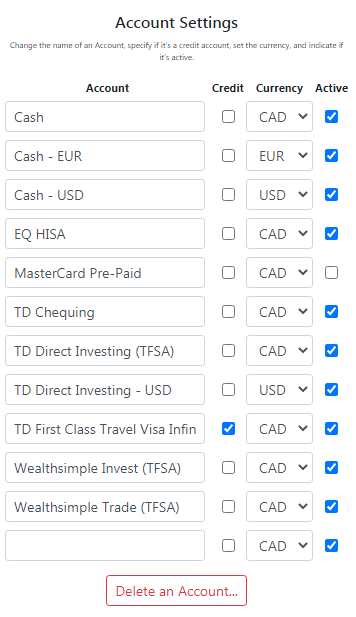 Account Settings
Change the name of an Account, specify if it's a credit account, set the currency, and indicate if
it's active.
Account Credit Currency Active
Cash CAD
Cash - EUR EUR
Cash - USD USD
EQ HISA CAD
MasterCard Pre-Paid CAD
TD Chequing CAD
TD Direct Investing (TFSA) CAD
TD Direct Investing - USD USD
TD First Class Travel Visa Infin CAD
Wealthsimple Invest (TFSA) CAD
Wealthsimple Trade (TFSA) CAD
CAD
Delete an Account...